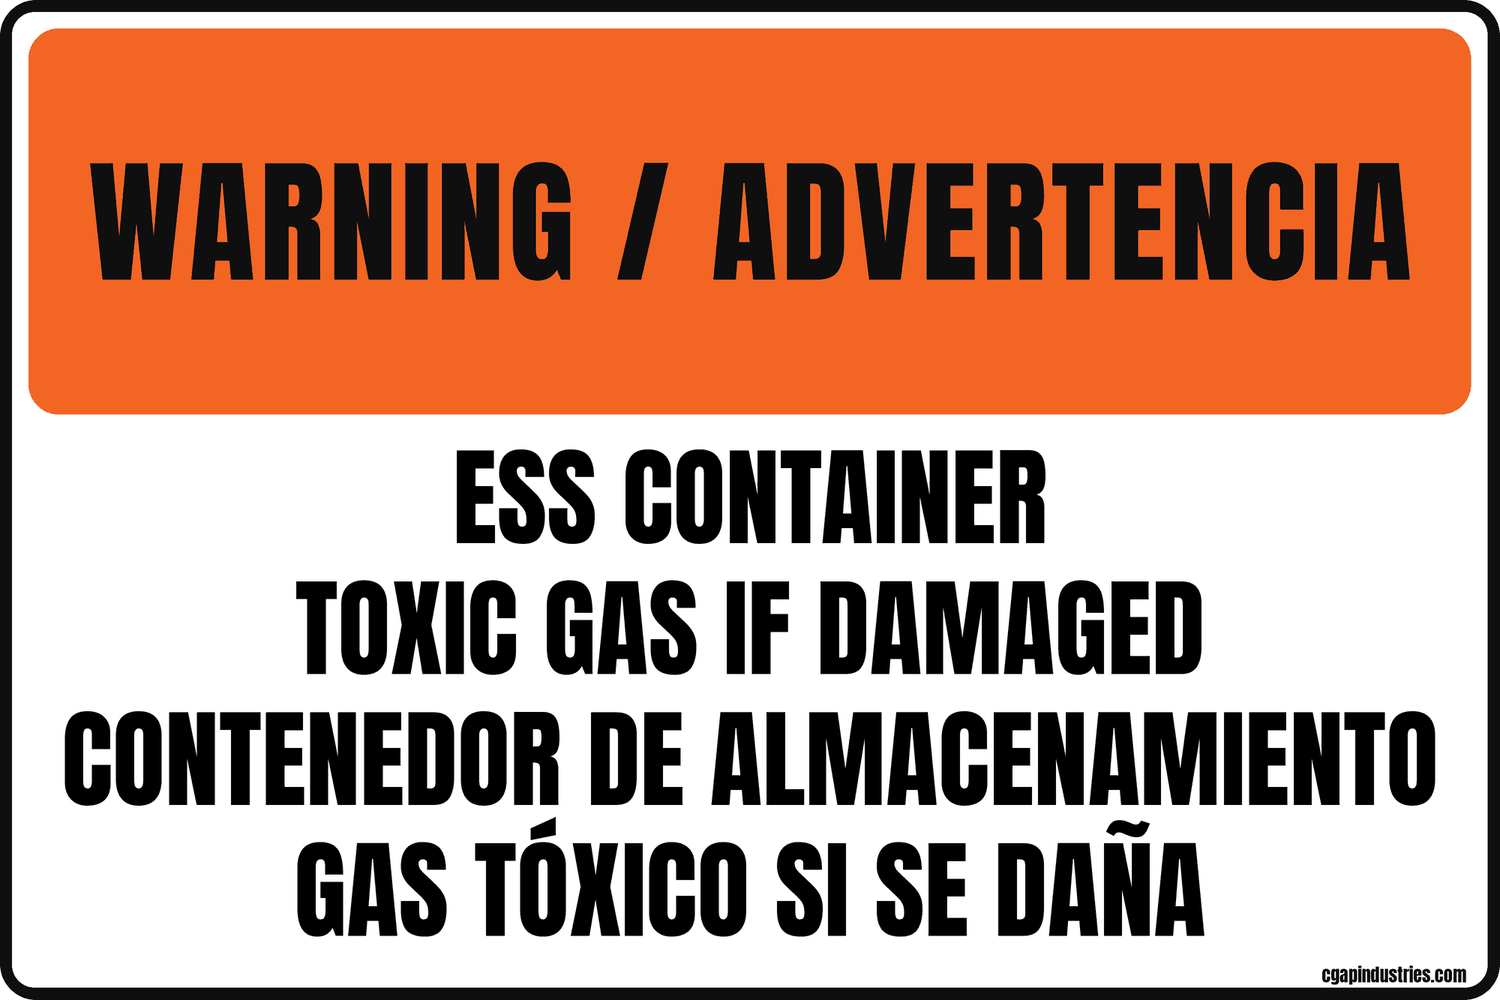 WARNING / ADVERTENCIA
ESS CONTAINER
TOXIC GAS IF DAMAGED
CONTENEDOR DE ALMACENAMIENTO
GAS TÓXICO SI SE DAÑA
cgapindustries.com